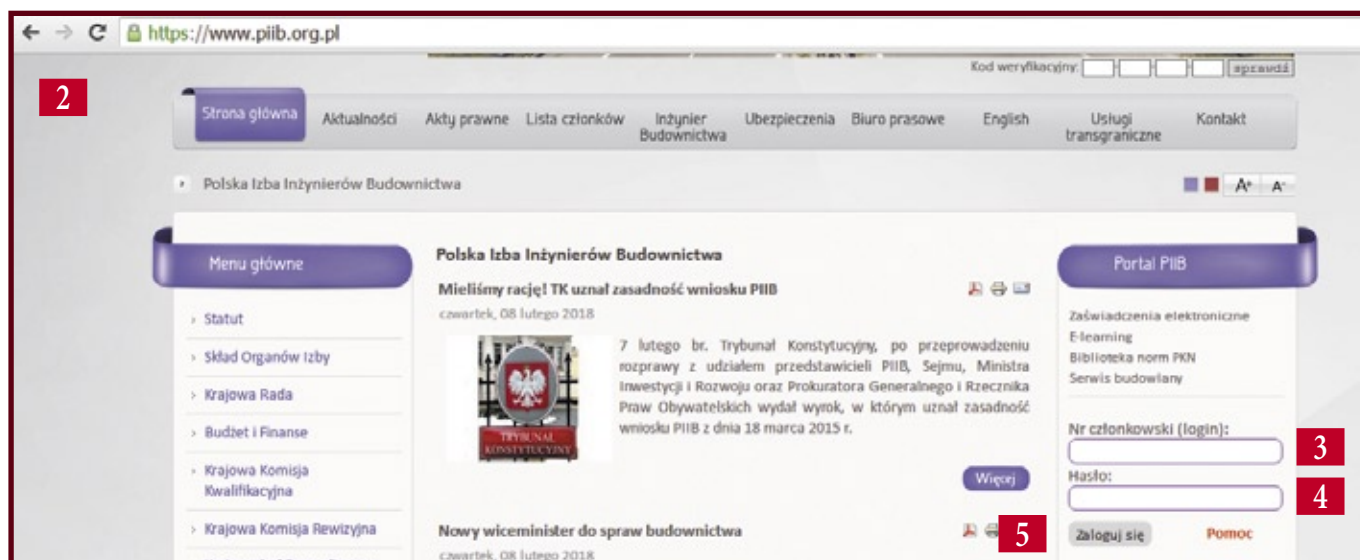 https://www.piib.org.pl
Kod weryfikacyjny: - - - sprawdź
2
Strona główna Aktualności Akty prawne Lista członków Inżynier Budownictwa Ubezpieczenia Biuro prasowe English Usługi transgraniczne Kontakt
Polska Izba Inżynierów Budownictwa
A+ A-
Menu główne
Statut
Skład Organów Izby
Krajowa Rada
Budżet i Finanse
Krajowa Komisja
Kwalifikacyjna
Krajowa Komisja Rewizyjna
Polska Izba Inżynierów Budownictwa
Mieliśmy rację! TK uznał zasadność wniosku PIIB
czwartek, 08 lutego 2018
TRYBUNAŁ
KONSTYTUCYJNY
7 lutego br. Trybunał Konstytucyjny, po przeprowadzeniu
rozprawy z udziałem przedstawicieli PIIB, Sejmu, Ministra
Inwestycji i Rozwoju oraz Prokuratora Generalnego i Rzecznika
Praw Obywatelskich wydał wyrok, w którym uznał zasadność
wniosku PIIB z dnia 18 marca 2015 r.
Więcej
Nowy wiceminister do spraw budownictwa
czwartek, 08 lutego 2018
Portal PIIB
Zaświadczenia elektroniczne
E-learning
Biblioteka norm PKN
Serwis budowlany
Nr członkowski (login):
3
Hasło:
4
5
Zaloguj się Pomoc